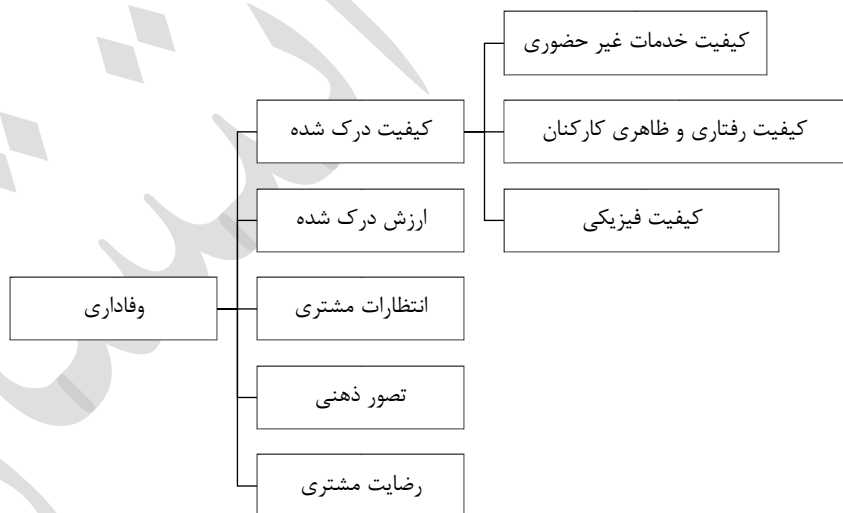 کیفیت خدمات غیر حضوری
کیفیت درک شده
کیفیت رفتاری و ظاهری کارکنان
ارزش درک شده
کیفیت فیزیکی
وفاداری
انتظارات مشتری
تصور ذهنی
رضایت مشتری